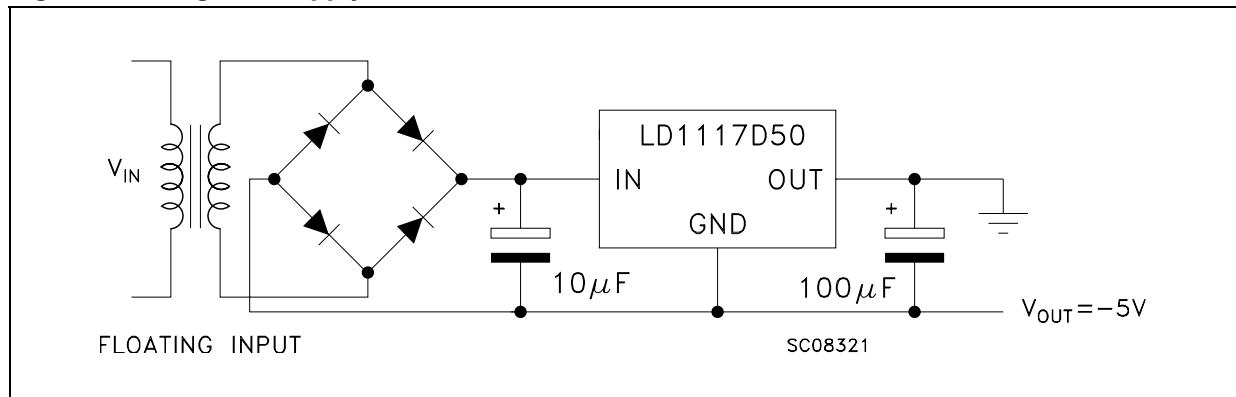 LD1117D50
V_IN
IN
OUT
+
+
GND
10μF
100μF
V_OUT=-5V
FLOATING INPUT
SC08321